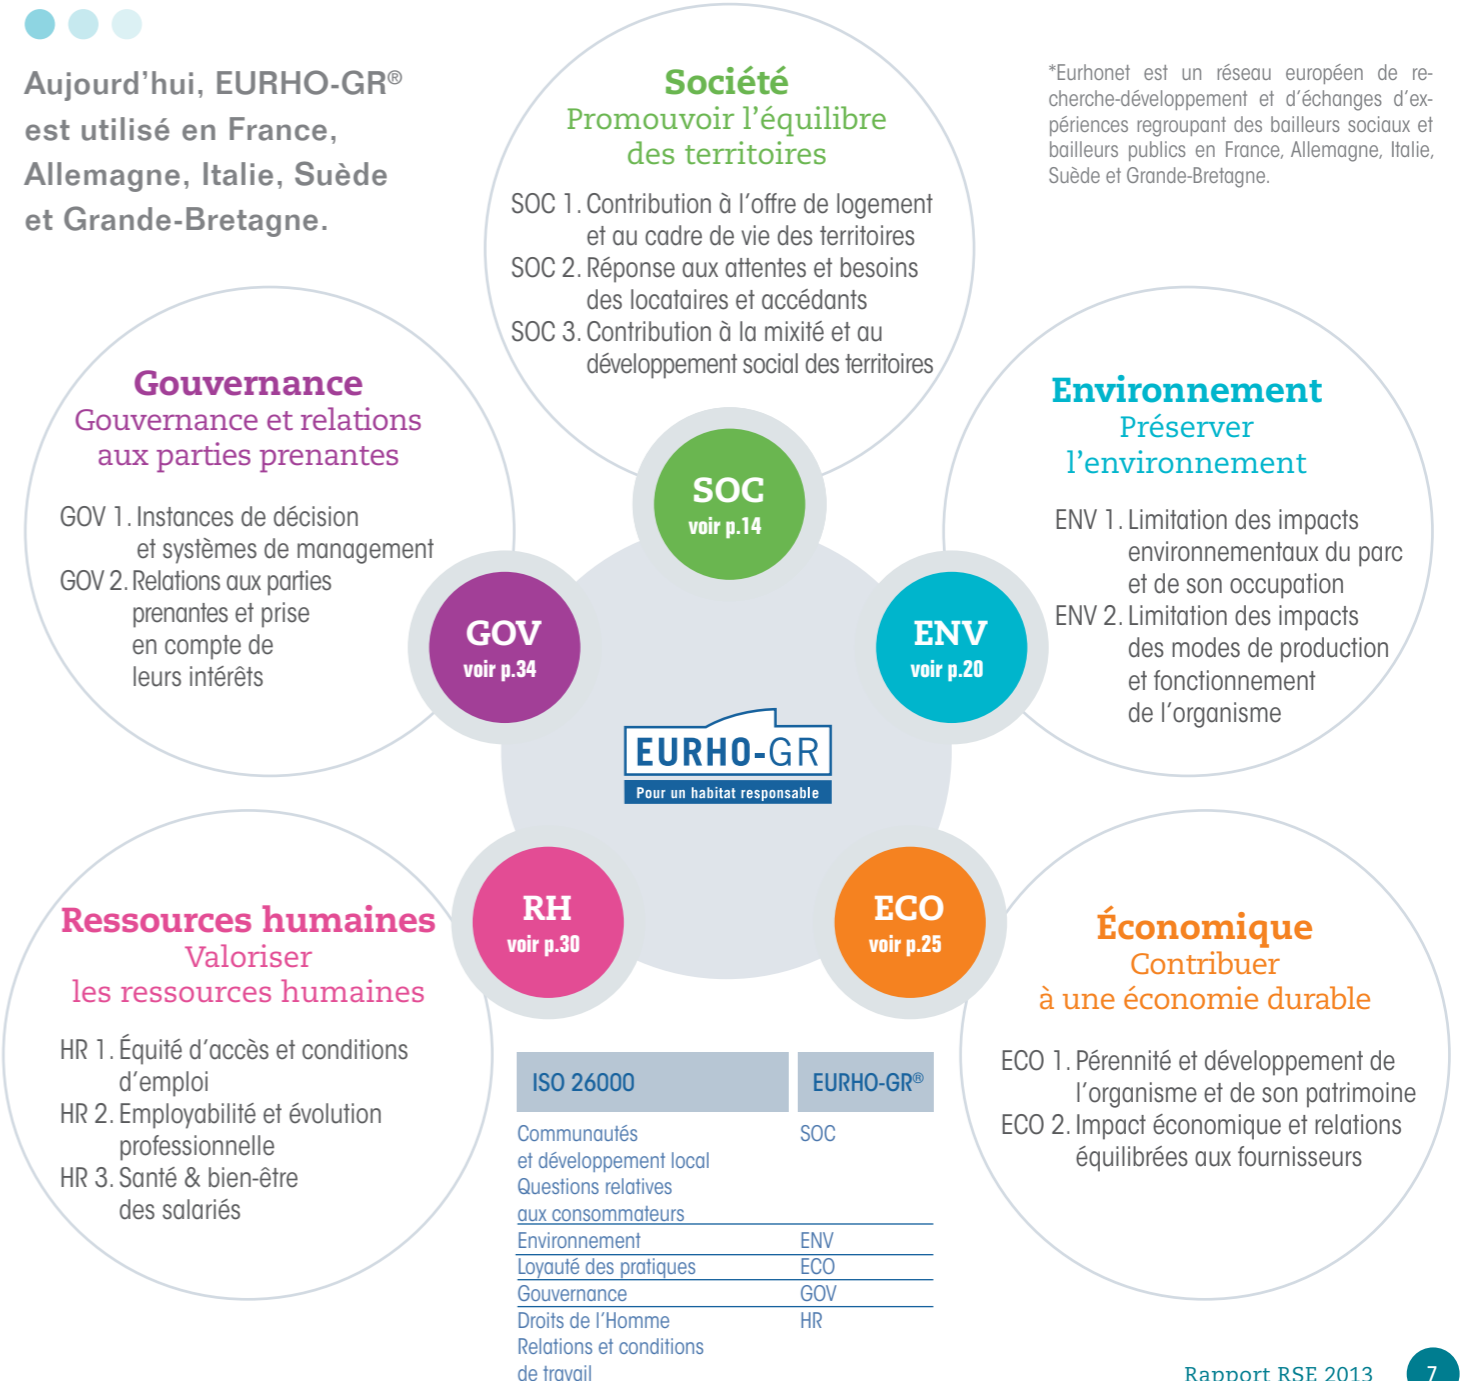 Aujourd'hui, EURHO-GR®
est utilisé en France,
Allemagne, Italie, Suède
et Grande-Bretagne.
Société
Promouvoir l'équilibre
des territoires
SOC 1. Contribution à l'offre de logement
et au cadre de vie des territoires
SOC 2. Réponse aux attentes et besoins
des locataires et accédants
SOC 3. Contribution à la mixité et au
développement social des territoires
*Eurhonet est un réseau européen de re-
cherche-développement et d'échanges d'ex-
périences regroupant des bailleurs sociaux et
bailleurs publics en France, Allemagne, Italie,
Suède et Grande-Bretagne.
Gouvernance
Gouvernance et relations
aux parties prenantes
GOV 1. Instances de décision
et systèmes de management
GOV 2. Relations aux parties
prenantes et prise
en compte de
leurs intérêts
Environnement
Préserver
l'environnement
ENV 1. Limitation des impacts
environnementaux du parc
et de son occupation
ENV 2. Limitation des impacts
des modes de production
et fonctionnement
de l'organisme
SOC
voir p.14
GOV
voir p.34
ENV
voir p.20
EURHO-GR
Pour un habitat responsable
RH
voir p.30
ECO
voir p.25
Ressources humaines
Valoriser
les ressources humaines
HR 1. Équité d'accès et conditions
d'emploi
HR 2. Employabilité et évolution
professionnelle
HR 3. Santé & bien-être
des salariés
Économique
Contribuer
à une économie durable
ECO 1. Pérennité et développement de
l'organisme et de son patrimoine
ECO 2. Impact économique et relations
équilibrées aux fournisseurs
ISO 26000 EURHO-GR®
Communautés SOC
et développement local
Questions relatives
aux consommateurs
Environnement ENV
Loyauté des pratiques ECO
Gouvernance GOV
Droits de l'Homme HR
Relations et conditions
de travail
Rapport RSE 2013 7